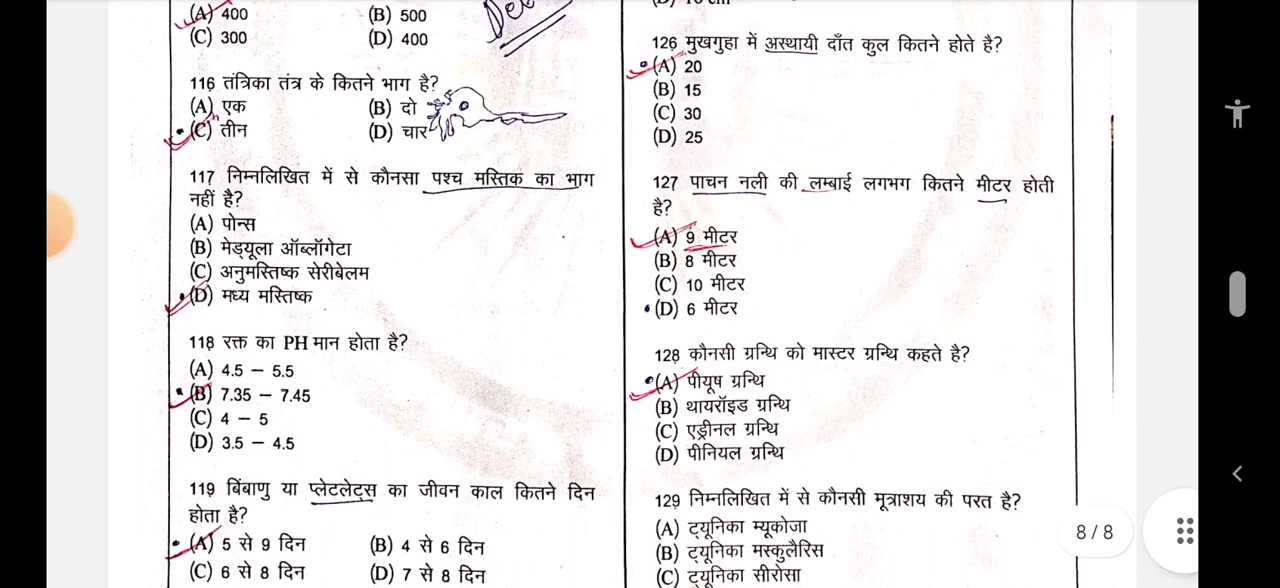 (A) 400
(B) 500
(C) 300
(D) 400
116 तंत्रिका तंत्र के कितने भाग है?
(A) एक
(B) दो
(C) तीन
(D) चार
117 निम्नलिखित में से कौनसा पश्च मस्तिक का भाग
नहीं है?
(A) पोन्स
(B) मेड्यूला ऑब्लॉगेटा
(C) अनुमस्तिष्क सेरीबेलम
(D) मध्य मस्तिष्क
118 रक्त का PH मान होता है?
(A) 4.5 – 5.5
(B) 7.35 – 7.45
(C) 4 – 5
(D) 3.5 – 4.5
119 बिंबाणु या प्लेटलेट्स का जीवन काल कितने दिन
होता है?
(A) 5 से 9 दिन
(B) 4 से 6 दिन
(C) 6 से 8 दिन
(D) 7 से 8 दिन
126 मुखगुहा में अस्थायी दाँत कुल कितने होते है?
(A) 20
(B) 15
(C) 30
(D) 25
127 पाचन नली की लम्बाई लगभग कितने मीटर होती
है?
(A) 9 मीटर
(B) 8 मीटर
(C) 10 मीटर
(D) 6 मीटर
128 कौनसी ग्रन्थि को मास्टर ग्रन्थि कहते है?
(A) पीयूष ग्रन्थि
(B) थायरॉइड ग्रन्थि
(C) एड्रीनल ग्रन्थि
(D) पीनियल ग्रन्थि
129 निम्नलिखित में से कौनसी मूत्राशय की परत है?
(A) ट्यूनिका म्यूकोजा
(B) ट्यूनिका मस्कुलैरिस
(C) ट्यूनिका सीरोसा
8/8